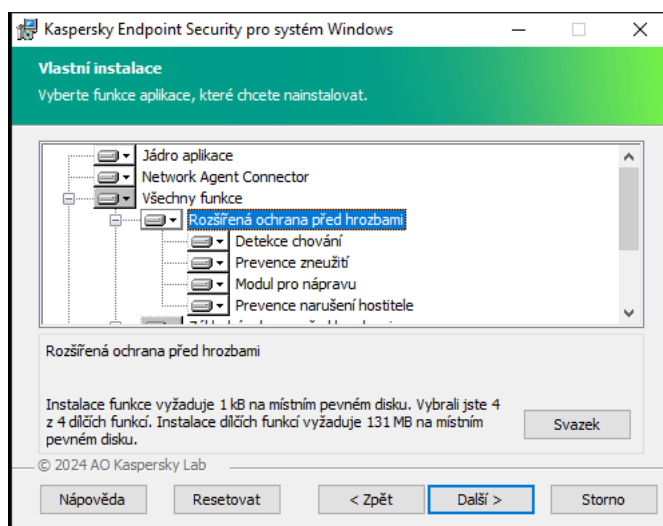 Kaspersky Endpoint Security pro systém Windows
Vlastní instalace
Vyberte funkce aplikace, které chcete nainstalovat.
Jádro aplikace
Network Agent Connector
Všechny funkce
Rozšířená ochrana před hrozbami
Detekce chování
Prevence zneužití
Modul pro nápravu
Prevence narušení hostitele
Rozšířená ochrana před hrozbami
Instalace funkce vyžaduje 1 kB na místním pevném disku. Vybrali jste 4
z 4 dílčích funkcí. Instalace dílčích funkcí vyžaduje 131 MB na místním
pevném disku.
Svazek
© 2024 AO Kaspersky Lab
Nápověda
Resetovat
< Zpět
Další >
Storno